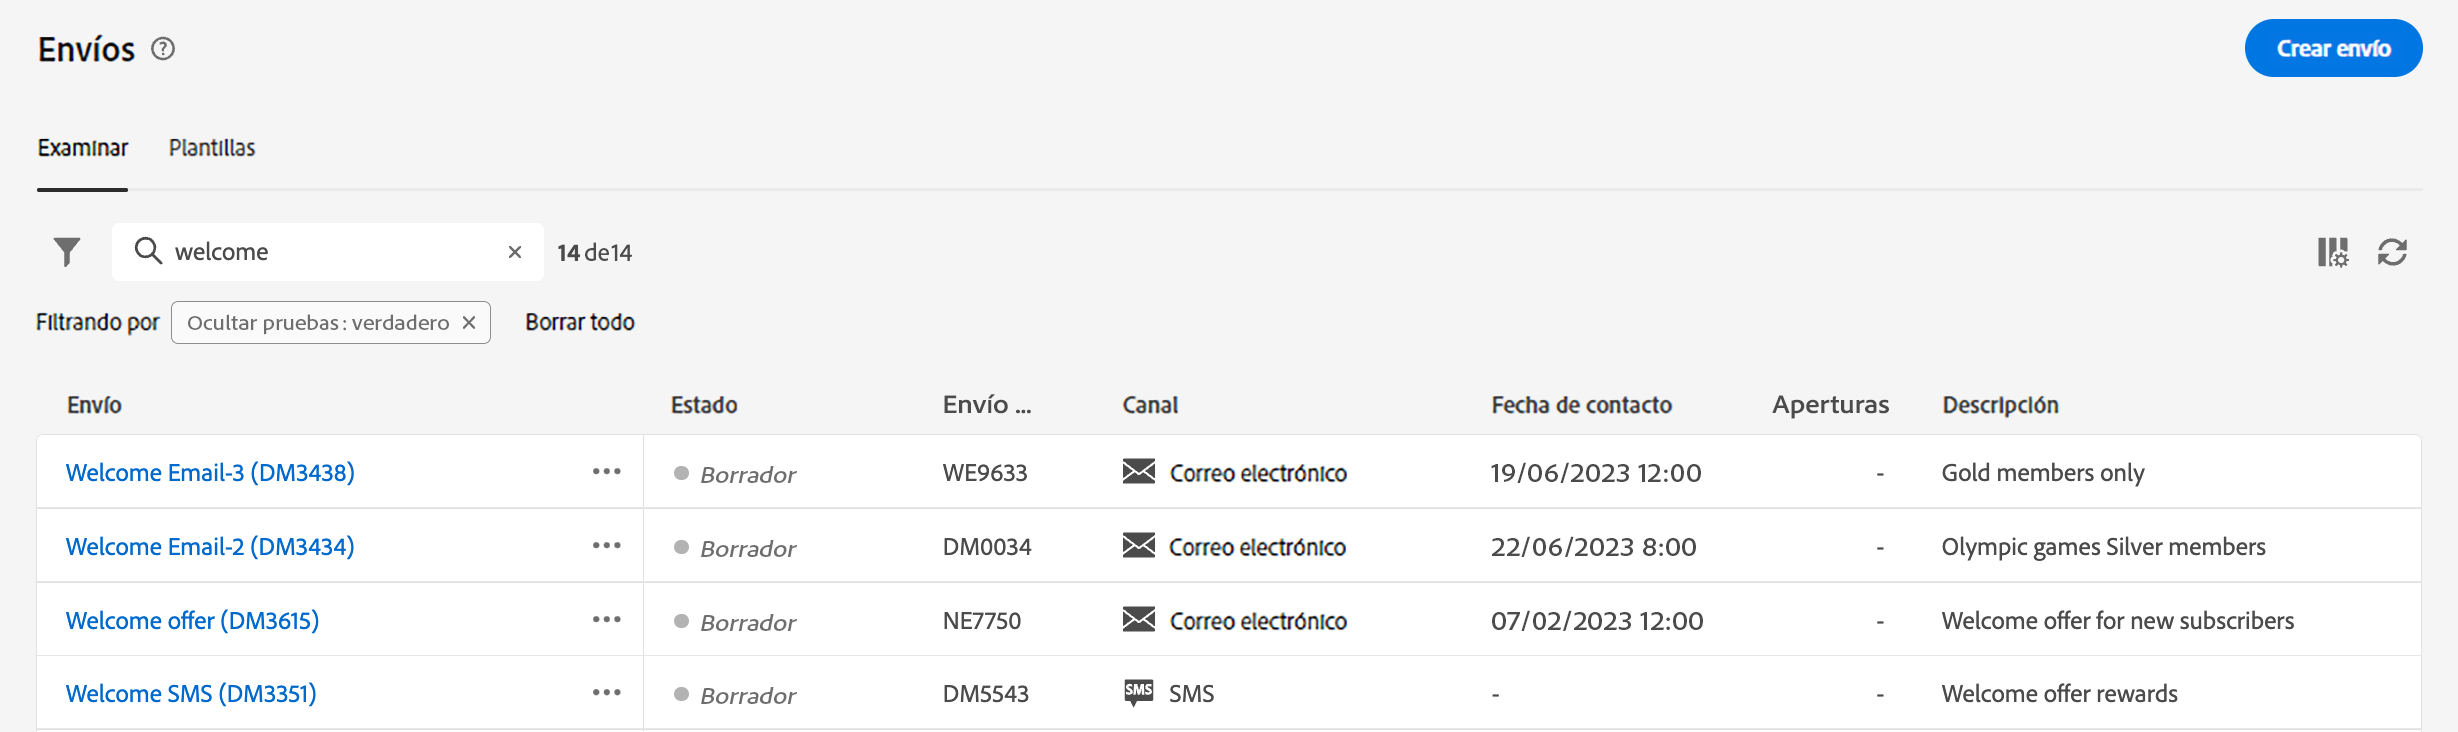 Envíos
Crear envío
Examinar Plantillas
welcome 14 de14
Filtrando por Ocultar pruebas: verdadero Borrar todo
Envío Estado Envío ... Canal Fecha de contacto Aperturas Descripción
Welcome Email-3 (DM3438) Borrador WE9633 Correo electrónico 19/06/2023 12:00 - Gold members only
Welcome Email-2 (DM3434) Borrador DM0034 Correo electrónico 22/06/2023 8:00 - Olympic games Silver members
Welcome offer (DM3615) Borrador NE7750 Correo electrónico 07/02/2023 12:00 - Welcome offer for new subscribers
Welcome SMS (DM3351) Borrador DM5543 SMS SMS - - Welcome offer rewards